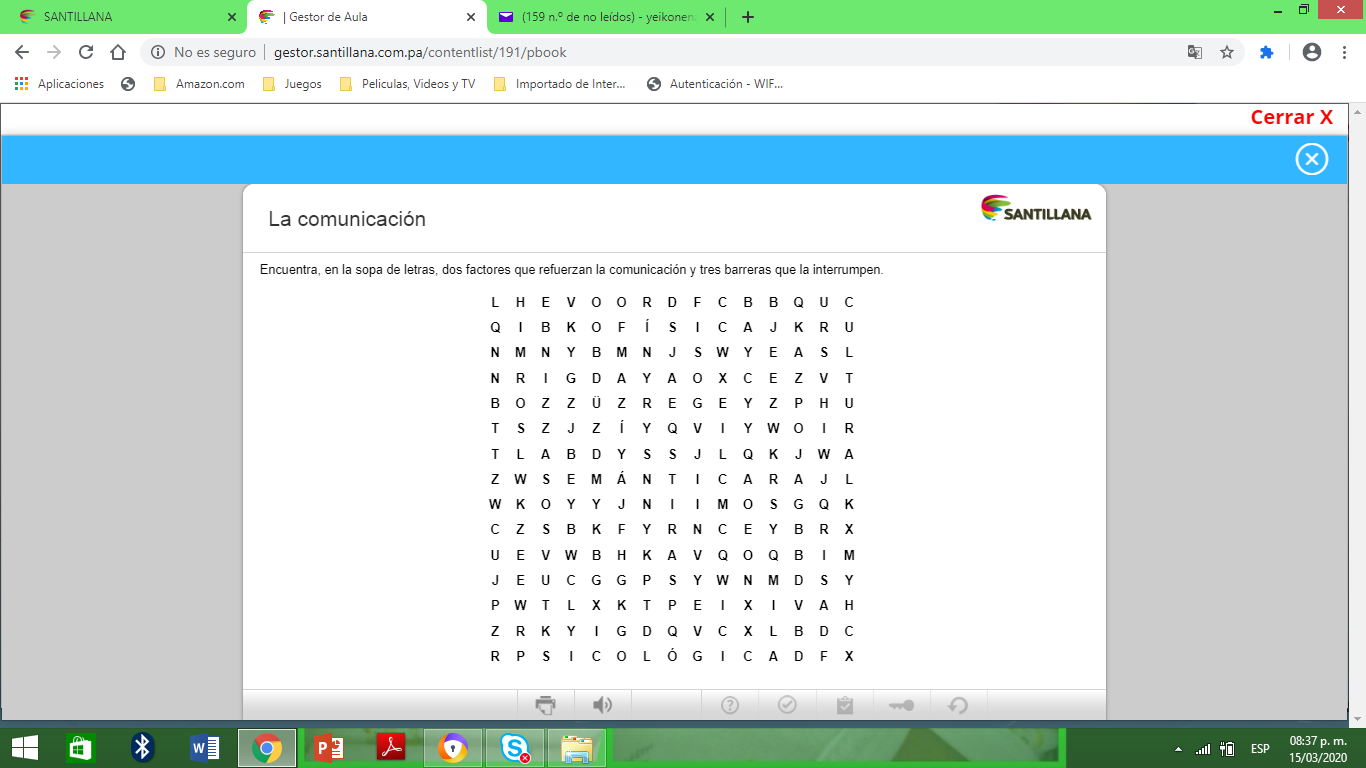 SANTILLANA
| Gestor de Aula
(159 n.º de no leídos) - yeikonen
No es seguro
gestor.santillana.com.pa/contentlist/191/pbook
Aplicaciones
Amazon.com
Juegos
Peliculas, Videos y TV
Importado de Inter...
Autenticación - WIF...
Cerrar X
La comunicación
SANTILLANA
Encuentra, en la sopa de letras, dos factores que refuerzan la comunicación y tres barreras que la interrumpen.
L H E V O O R D F C B B Q U C
Q I B K O F Í S I C A J K R U
N M N Y B M N J S W Y E A S L
N R I G D A Y A O X C E Z V T
B O Z Z Ü Z R E G E Y Z P H U
T S Z J Z Í Y Q V I Y W O I R
T L A B D Y S S J L Q K J W A
Z W S E M Á N T I C A R A J L
W K O Y Y J N I I M O S G Q K
C Z S B K F Y R N C E Y B R X
U E V W B H K A V Q O Q B I M
J E U C G G P S Y W N M D S Y
P W T L X K T P E I X I V A H
Z R K Y I G D Q V C X L B D C
R P S I C O L Ó G I C A D F X
ESP
08:37 p. m.
15/03/2020